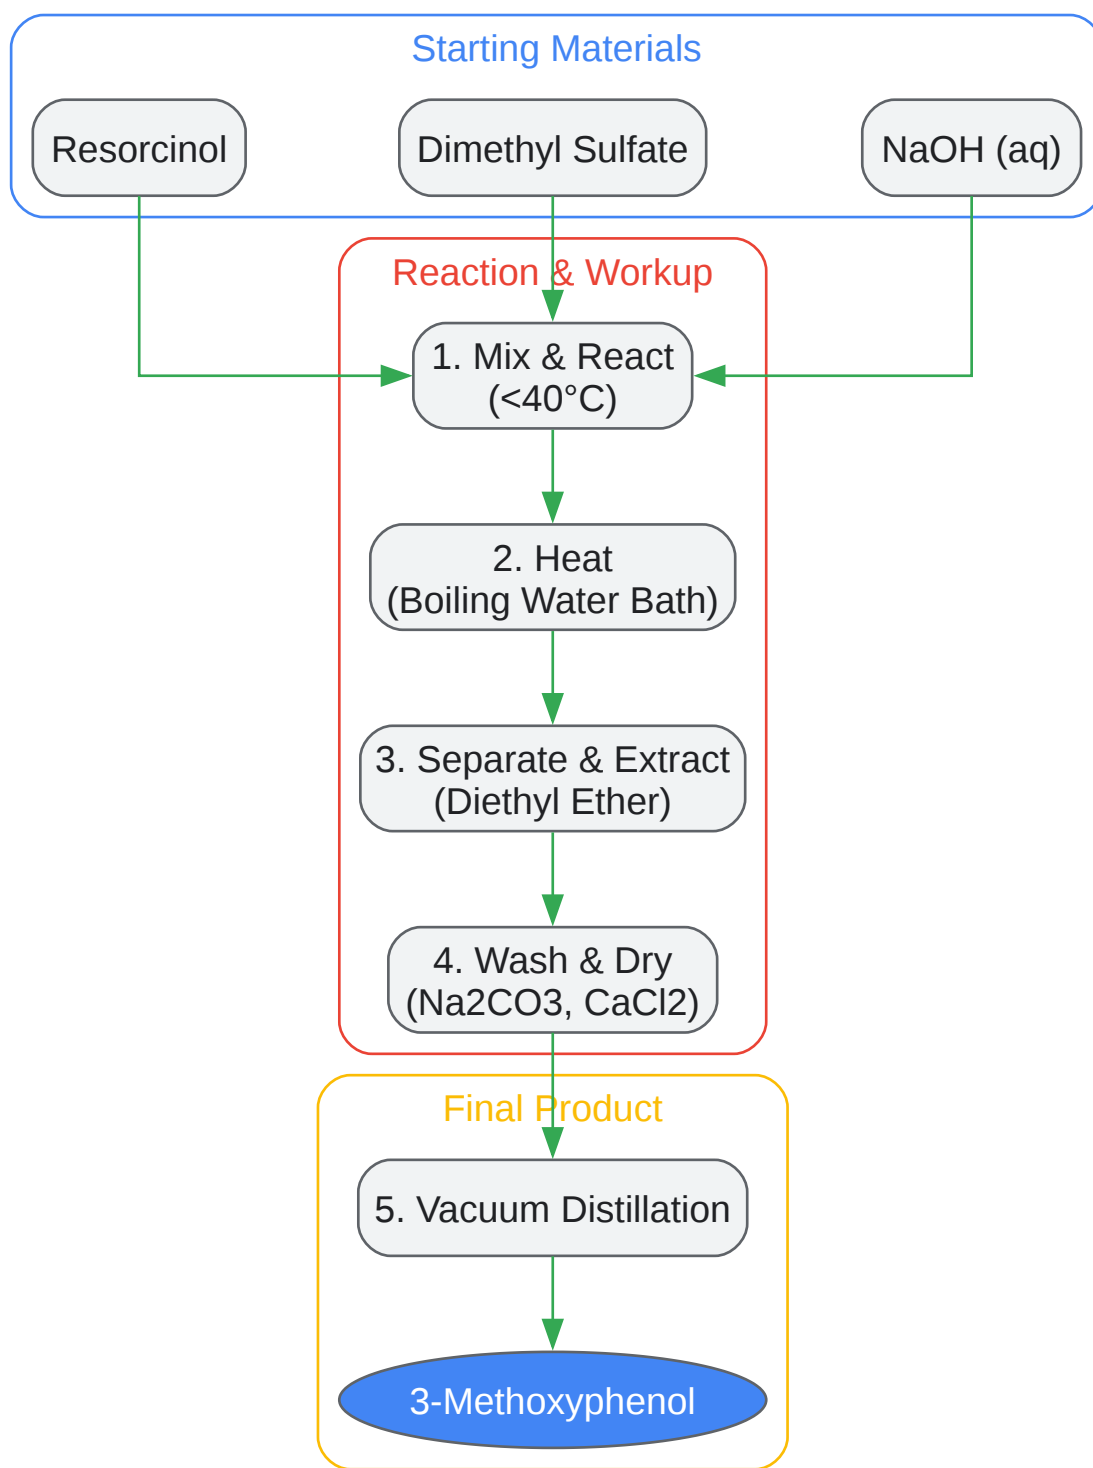 Starting Materials
Resorcinol
Dimethyl Sulfate
NaOH (aq)
Reaction & Workup
1. Mix & React
(<40°C)
2. Heat
(Boiling Water Bath)
3. Separate & Extract
(Diethyl Ether)
4. Wash & Dry
(Na2CO3, CaCl2)
Final Product
5. Vacuum Distillation
3-Methoxyphenol